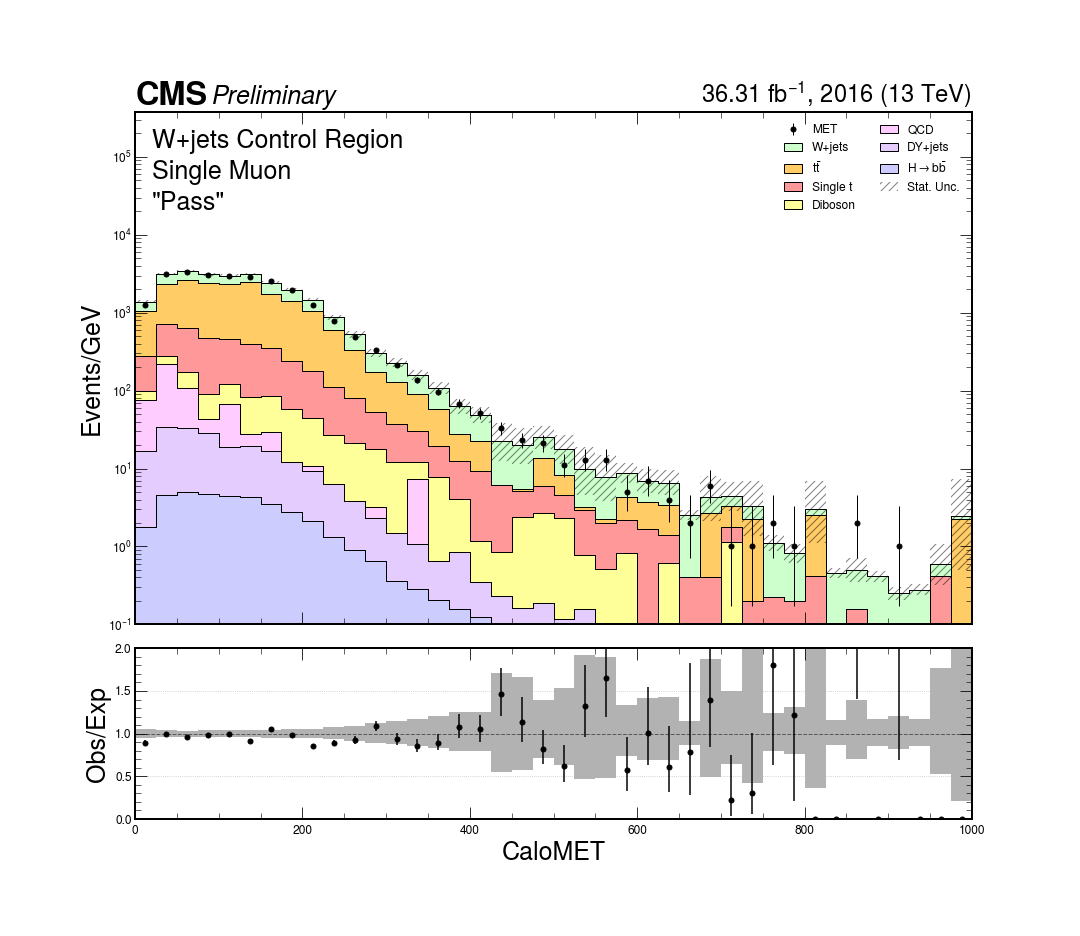 CMS Preliminary 36.31 fb⁻¹, 2016 (13 TeV)
W+jets Control Region
Single Muon
"Pass"
MET
W+jets
tt̄
Single t
Diboson
QCD
DY+jets
H→bb̄
Stat. Unc.
Events/GeV
10⁵
10⁴
10³
10²
10¹
10⁰
10⁻¹
Obs/Exp
2.0
1.5
1.0
0.5
0.0
0 200 400 600 800 1000
CaloMET